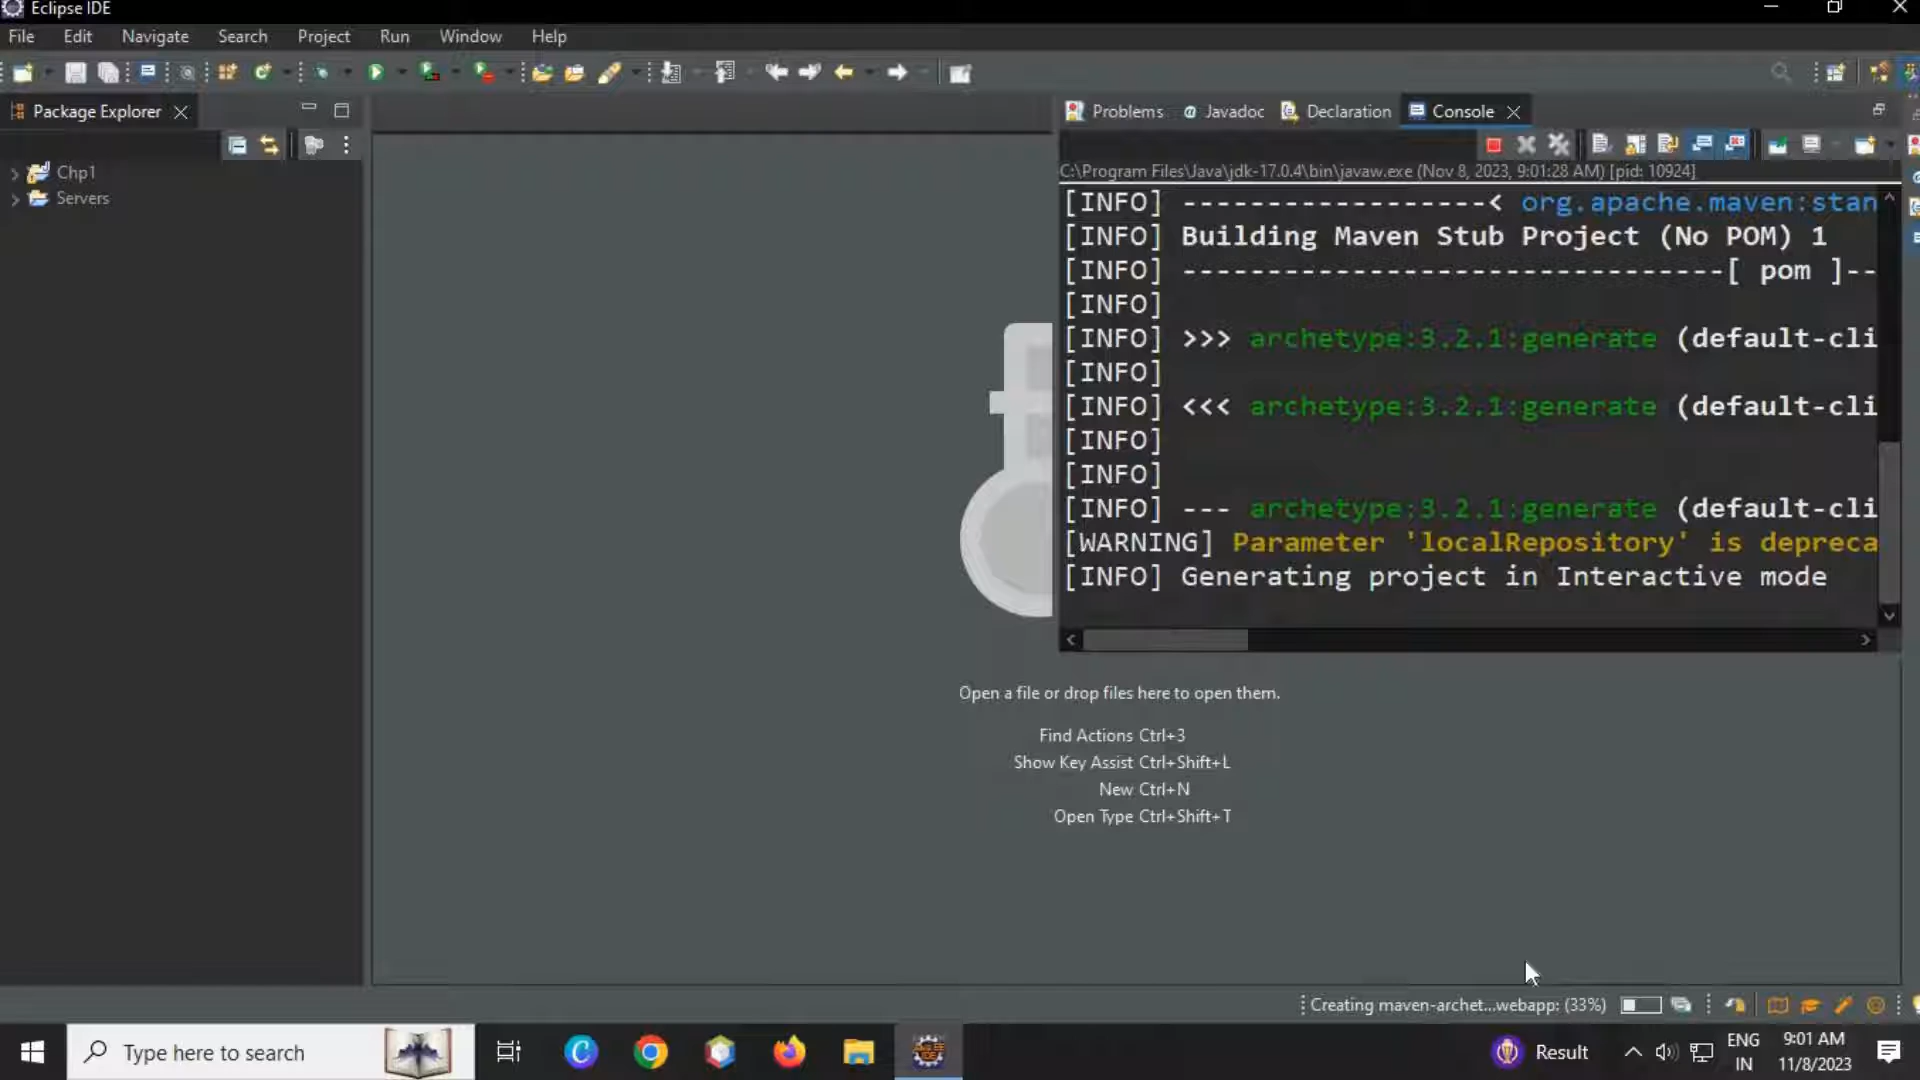 Eclipse IDE
File Edit Navigate Search Project Run Window Help
Package Explorer
Chp1
Servers
Problems Javadoc Declaration Console
C:\Program Files\Java\jdk-17.0.4\bin\javaw.exe (Nov 8, 2023, 9:01:28 AM) [pid: 10924]
[INFO] ------------------< org.apache.maven:stan
[INFO] Building Maven Stub Project (No POM) 1
[INFO] --------------------------------[ pom ]--
[INFO]
[INFO] >>> archetype:3.2.1:generate (default-cli
[INFO]
[INFO] <<< archetype:3.2.1:generate (default-cli
[INFO]
[INFO]
[INFO] --- archetype:3.2.1:generate (default-cli
[WARNING] Parameter 'localRepository' is depreca
[INFO] Generating project in Interactive mode
Open a file or drop files here to open them.
Find Actions Ctrl+3
Show Key Assist Ctrl+Shift+L
New Ctrl+N
Open Type Ctrl+Shift+T
Creating maven-archet...webapp: (33%)
Type here to search
Result
ENG
IN
9:01 AM
11/8/2023